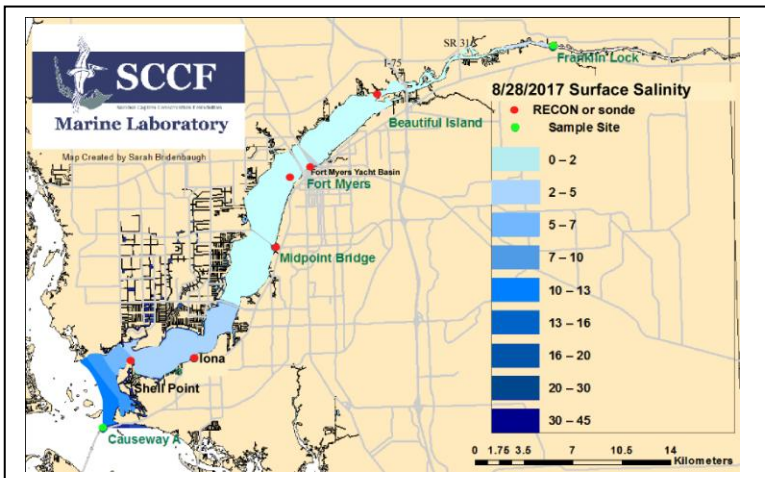 SCCF
Marine Laboratory
Map Created by Sarah Bridenbaugh
SR 31
I-75
Franklin Lock
8/28/2017 Surface Salinity
RECON or sonde
Sample Site
Beautiful Island
Fort Myers Yacht Basin
Fort Myers
Midpoint Bridge
Iona
Shell Point
Causeway A
0 – 2
2 – 5
5 – 7
7 – 10
10 – 13
13 – 16
16 – 20
20 – 30
30 – 45
0 1.75 3.5 7 10.5 14
Kilometers